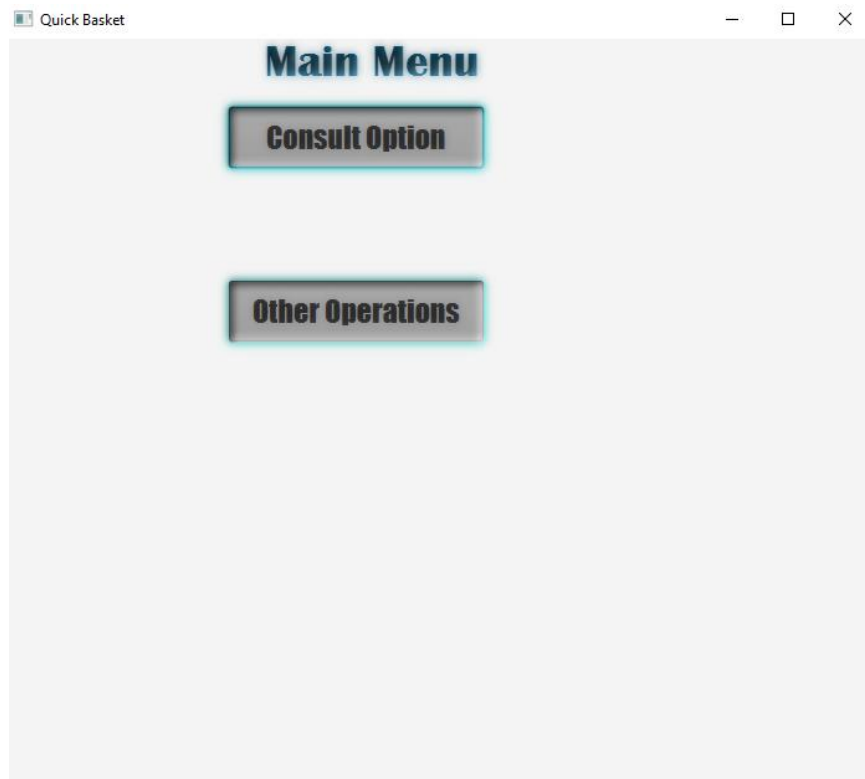 Quick Basket
Main Menu
Consult Option
Other Operations